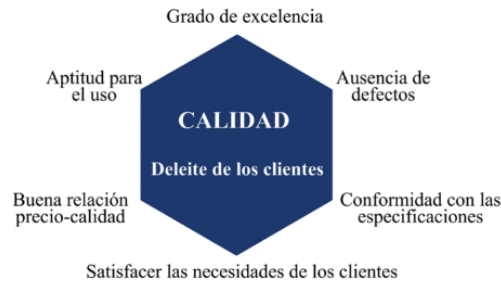 Grado de excelencia
Aptitud para
el uso
Ausencia de
defectos
CALIDAD
Deleite de los clientes
Buena relación
precio-calidad
Conformidad con las
especificaciones
Satisfacer las necesidades de los clientes